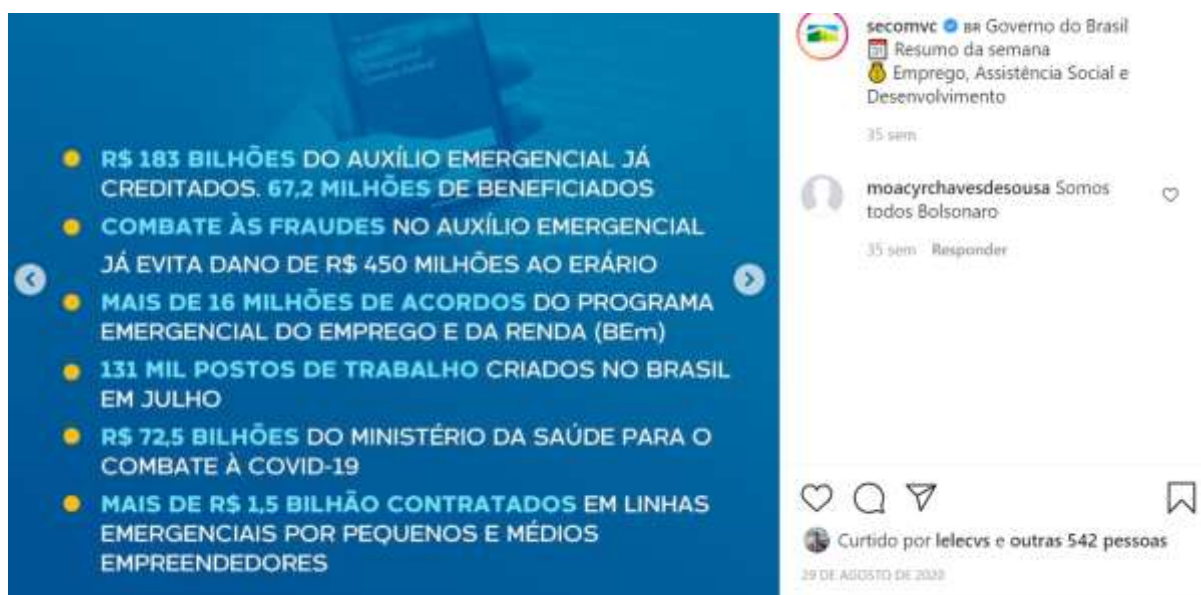 R$ 183 BILHÕES DO AUXÍLIO EMERGENCIAL JÁ
CREDITADOS. 67,2 MILHÕES DE BENEFICIADOS
COMBATE ÀS FRAUDES NO AUXÍLIO EMERGENCIAL
JÁ EVITA DANO DE R$ 450 MILHÕES AO ERÁRIO
MAIS DE 16 MILHÕES DE ACORDOS DO PROGRAMA
EMERGENCIAL DO EMPREGO E DA RENDA (BEm)
131 MIL POSTOS DE TRABALHO CRIADOS NO BRASIL
EM JULHO
R$ 72,5 BILHÕES DO MINISTÉRIO DA SAÚDE PARA O
COMBATE À COVID-19
MAIS DE R$ 1,5 BILHÃO CONTRATADOS EM LINHAS
EMERGENCIAIS POR PEQUENOS E MÉDIOS
EMPREENDEDORES
secomvc BR Governo do Brasil
Resumo da semana
Emprego, Assistência Social e
Desenvolvimento
35 sem
moacyrchavesdesousa Somos
todos Bolsonaro
35 sem Responder
Curtido por lelecvs e outras 542 pessoas
29 DE AGOSTO DE 2020